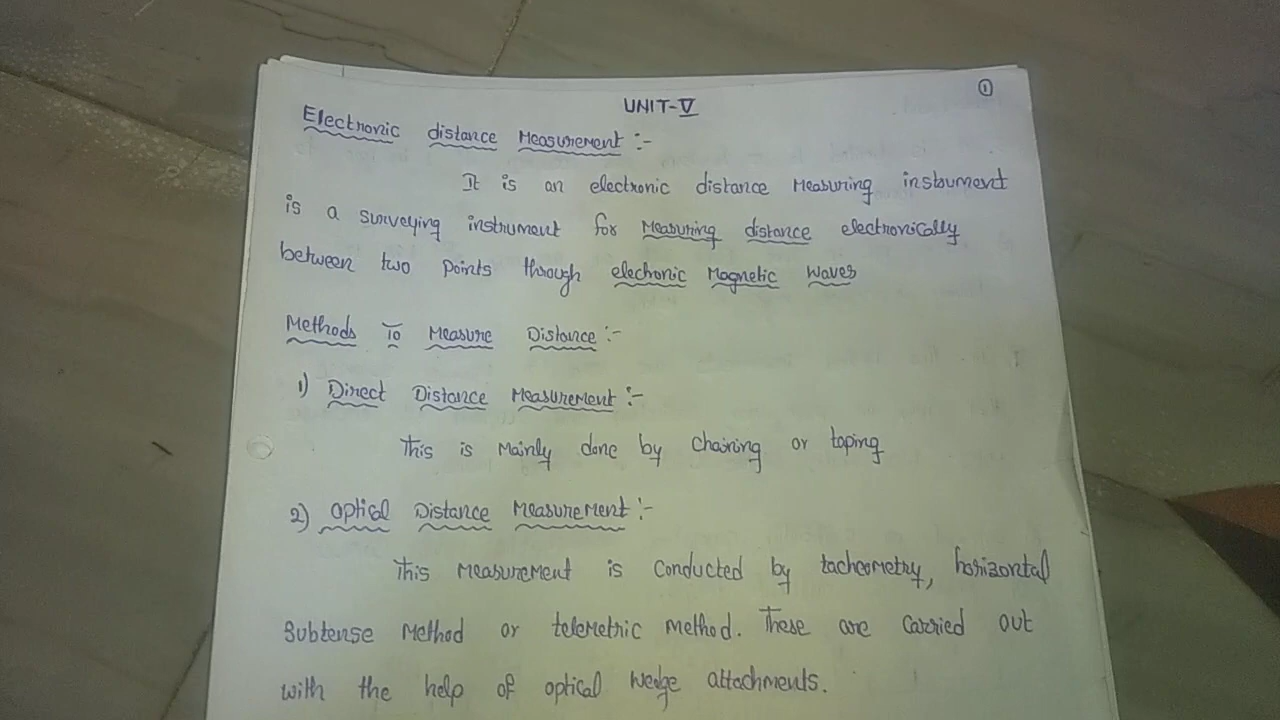 ①
UNIT-V
Electronic distance Measurement :-
It is an electronic distance Measuring instrument
is a surveying instrument for Measuring distance electronically
between two points through elechonic Magnetic waves
Methods To Measure Distance :-
1) Direct Distance Measurement :-
This is Mainly done by chaining or taping
2) Optical Distance Measurement :-
This Measurement is conducted by tacheometry, horizontal
Subtense Method or telemetric method. These are carried out
with the help of optical wedge attachments.